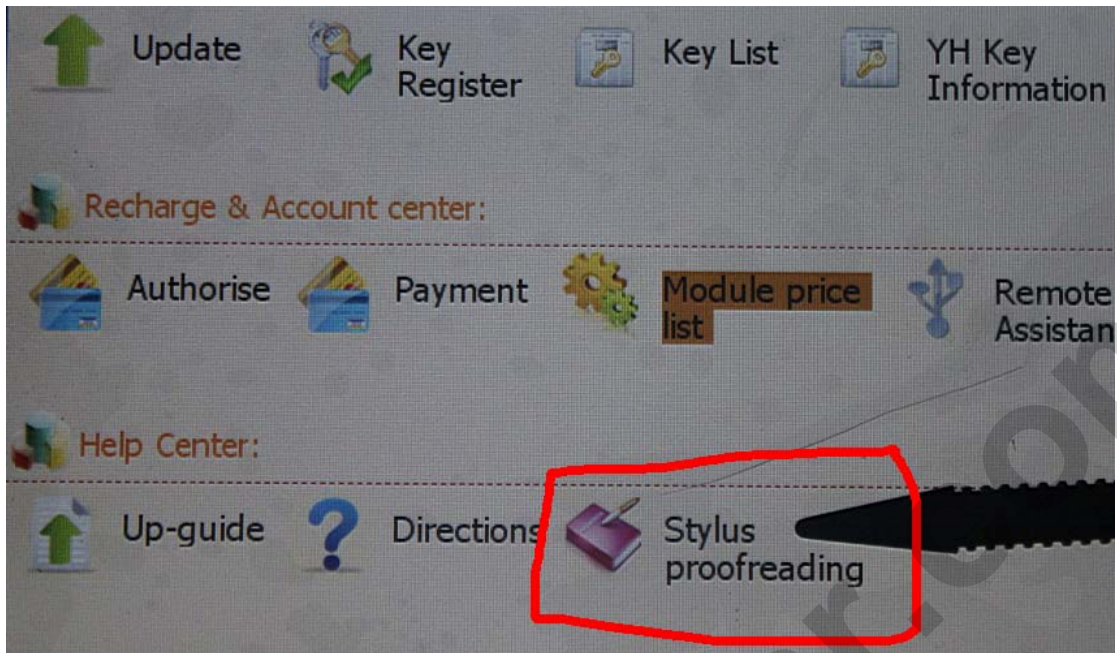 Update
Key
Register
Key List
YH Key
Information
Recharge & Account center:
Authorise
Payment
Module price
list
Remote
Assistan
Help Center:
Up-guide
Directions
Stylus
proofreading